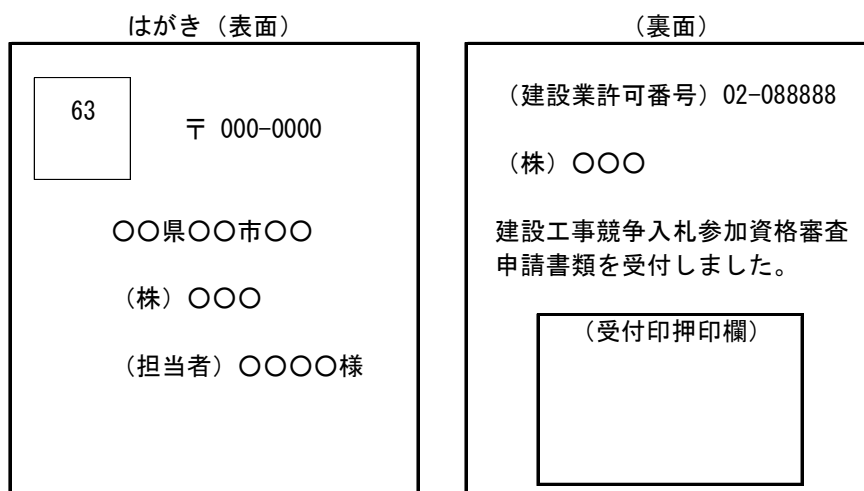 はがき（表面）
63
〒 000-0000
〇〇県〇〇市〇〇
（株）〇〇〇
（担当者）〇〇〇〇様
（裏面）
（建設業許可番号）02-088888
（株）〇〇〇
建設工事競争入札参加資格審査
申請書類を受付しました。
（受付印押印欄）